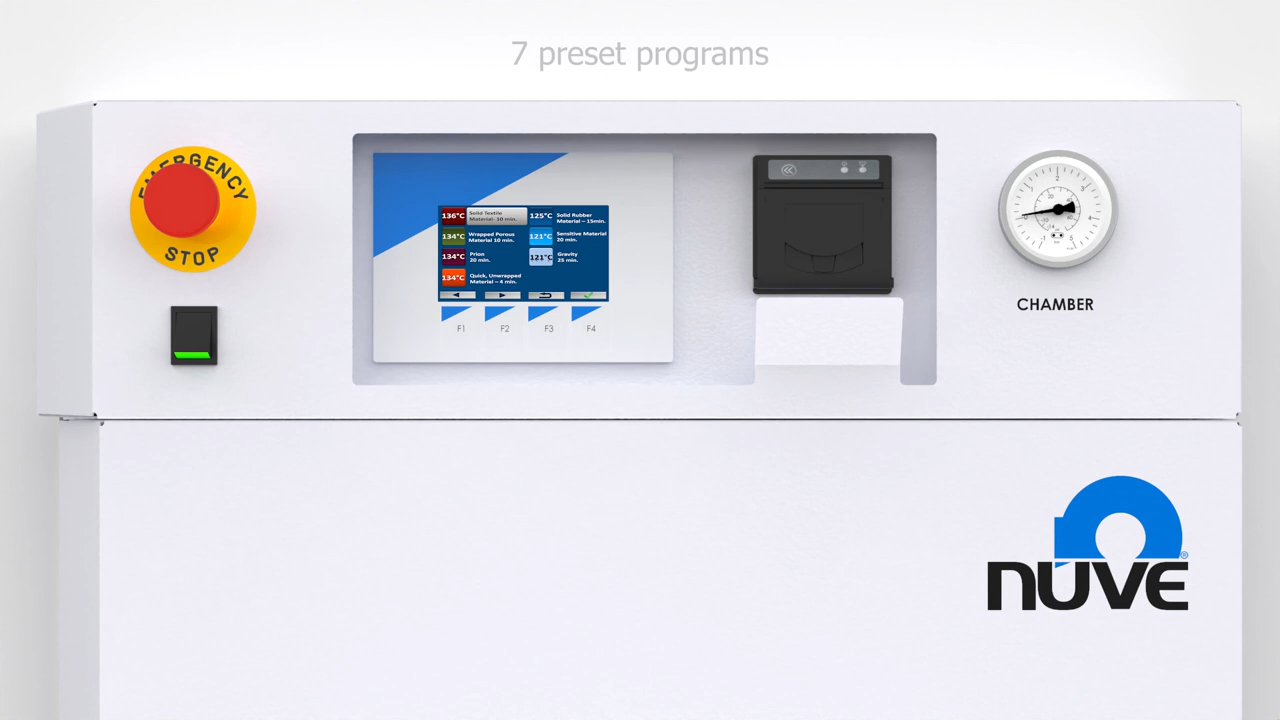 7 preset programs
EMERGENCY
STOP
136°C Solid Textile Material- 10 min.
125°C Solid Rubber Material – 15min.
134°C Wrapped Porous Material 10 min.
121°C Sensitive Material 20 min.
134°C Prion 20 min.
121°C Gravity 25 min.
134°C Quick, Unwrapped Material – 4 min.
F1 F2 F3 F4
CHAMBER
nüve®